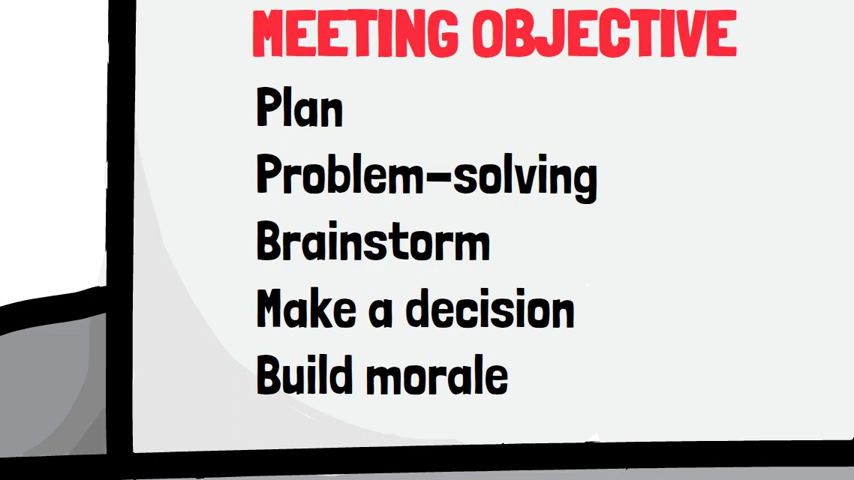 MEETING OBJECTIVE
Plan
Problem-solving
Brainstorm
Make a decision
Build morale